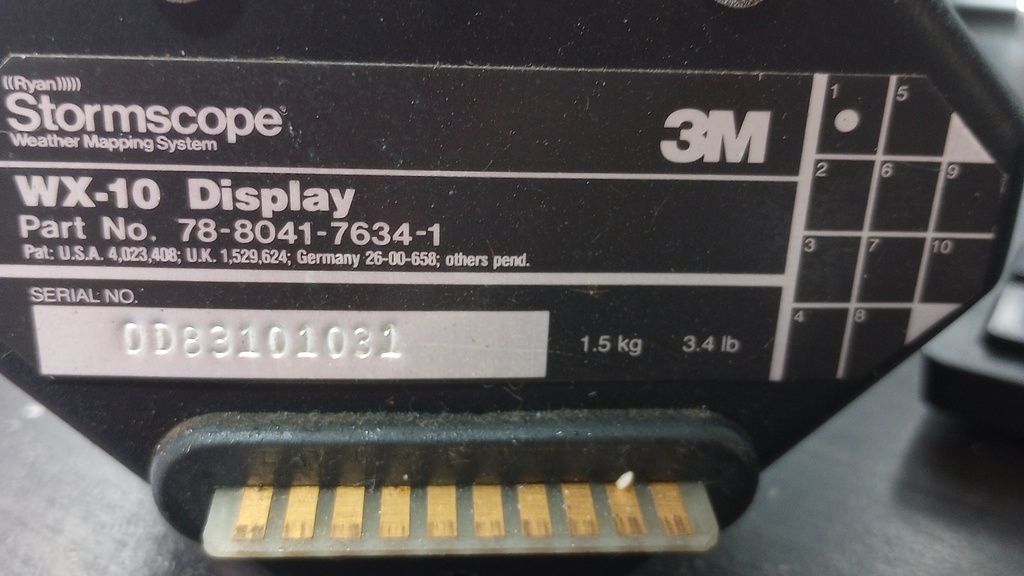 ((Ryan)))))
Stormscope®
Weather Mapping System
3M
WX-10 Display
Part No. 78-8041-7634-1
Pat: U.S.A. 4,023,408; U.K. 1,529,624; Germany 26-00-658; others pend.
SERIAL NO.
0D83101031
1.5 kg 3.4 lb
1 5
2 6 9
3 7 10
4 8